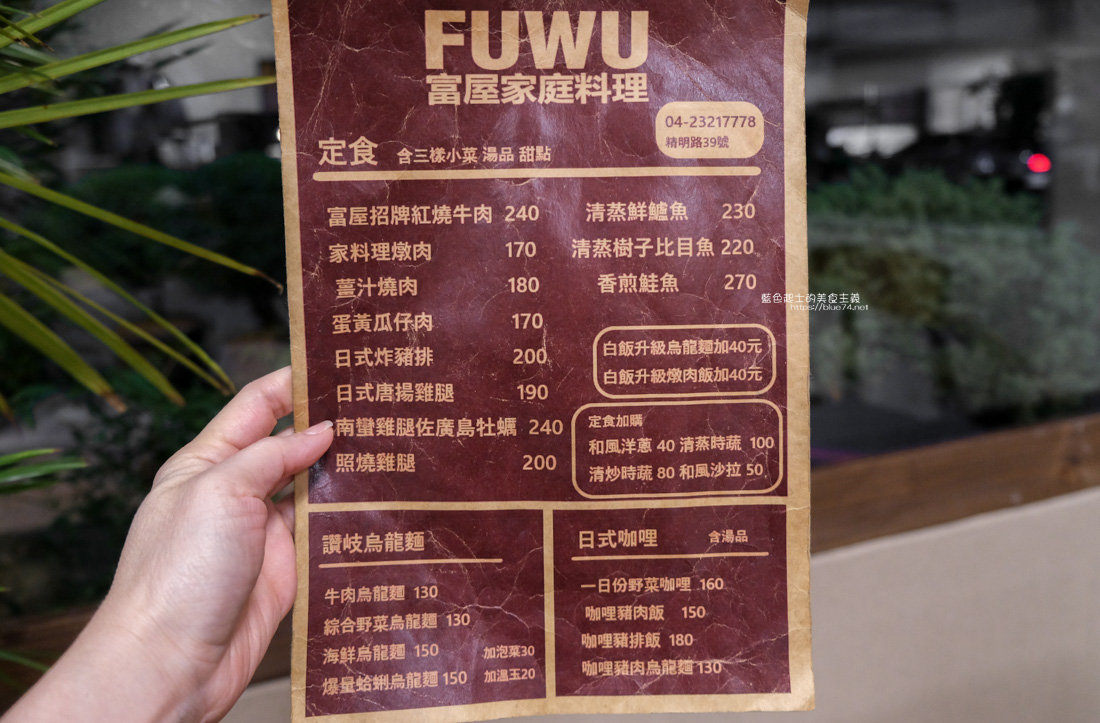 FUWU
富屋家庭料理
04-23217778
精明路39號
定食 含三樣小菜 湯品 甜點
富屋招牌紅燒牛肉 240
家料理燉肉 170
薑汁燒肉 180
蛋黃瓜仔肉 170
日式炸豬排 200
日式唐揚雞腿 190
南蠻雞腿佐廣島牡蠣 240
照燒雞腿 200
清蒸鮮鱸魚 230
清蒸樹子比目魚 220
香煎鮭魚 270
藍色起士的美食主義
https://blue74.net
白飯升級烏龍麵加40元
白飯升級燉肉飯加40元
定食加購
和風洋蔥 40 清蒸時蔬 100
清炒時蔬 80 和風沙拉 50
讚岐烏龍麵
牛肉烏龍麵 130
綜合野菜烏龍麵 130
海鮮烏龍麵 150 加泡菜30
爆量蛤蜊烏龍麵 150 加溫玉20
日式咖哩 含湯品
一日份野菜咖哩 160
咖哩豬肉飯 150
咖哩豬排飯 180
咖哩豬肉烏龍麵 130